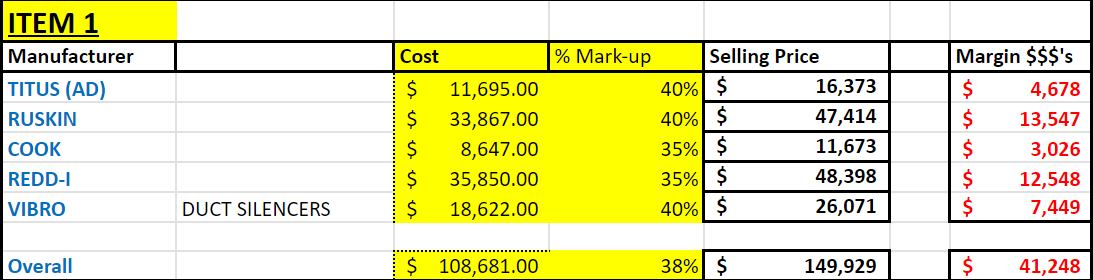 ITEM 1
Manufacturer Cost % Mark-up Selling Price Margin $$$'s
TITUS (AD) $ 11,695.00 40% $ 16,373 $ 4,678
RUSKIN $ 33,867.00 40% $ 47,414 $ 13,547
COOK $ 8,647.00 35% $ 11,673 $ 3,026
REDD-I $ 35,850.00 35% $ 48,398 $ 12,548
VIBRO DUCT SILENCERS $ 18,622.00 40% $ 26,071 $ 7,449
Overall $ 108,681.00 38% $ 149,929 $ 41,248